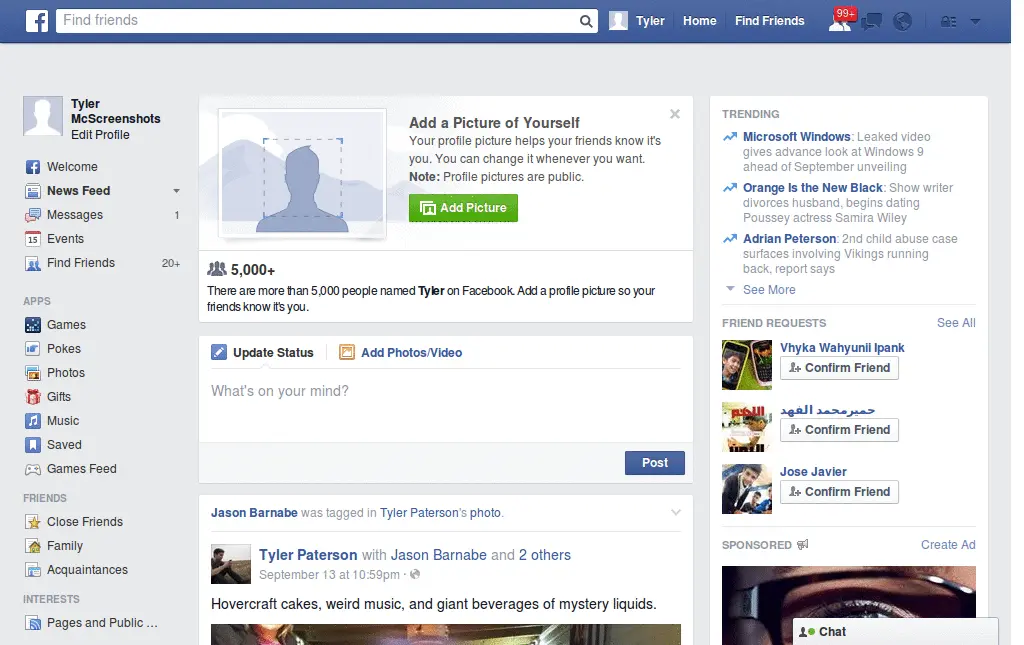 Find friends
Tyler
Home
Find Friends
99+
Tyler
McScreenshots
Edit Profile
Welcome
News Feed
Messages 1
15 Events
Find Friends 20+
APPS
Games
Pokes
Photos
Gifts
Music
Saved
Games Feed
FRIENDS
Close Friends
Family
Acquaintances
INTERESTS
Pages and Public ...
Add a Picture of Yourself
Your profile picture helps your friends know it's
you. You can change it whenever you want.
Note: Profile pictures are public.
Add Picture
5,000+
There are more than 5,000 people named Tyler on Facebook. Add a profile picture so your
friends know it's you.
Update Status
Add Photos/Video
What's on your mind?
Post
Jason Barnabe was tagged in Tyler Paterson's photo.
Tyler Paterson with Jason Barnabe and 2 others
September 13 at 10:59pm ·
Hovercraft cakes, weird music, and giant beverages of mystery liquids.
TRENDING
Microsoft Windows: Leaked video
gives advance look at Windows 9
ahead of September unveiling
Orange Is the New Black: Show writer
divorces husband, begins dating
Poussey actress Samira Wiley
Adrian Peterson: 2nd child abuse case
surfaces involving Vikings running
back, report says
See More
FRIEND REQUESTS See All
Vhyka Wahyunii Ipank
Confirm Friend
حميرمحمد الفهد
Confirm Friend
Jose Javier
Confirm Friend
SPONSORED Create Ad
Chat